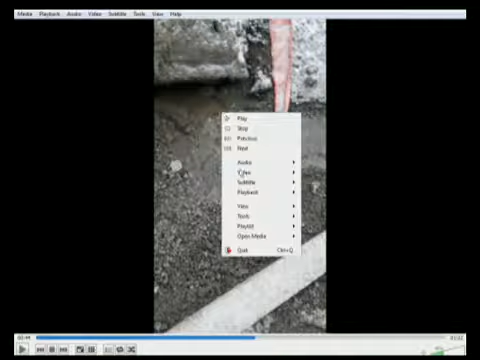 Media Playback Audio Video Subtitle Tools View Help
Play
Stop
Previous
Next
Audio
Video
Subtitle
Playback
View
Tools
Playlist
Open Media
Quit Ctrl+Q